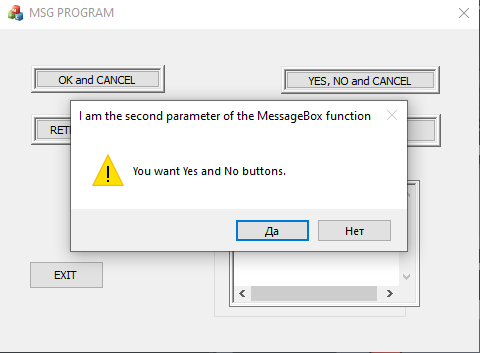 MSG PROGRAM
OK and CANCEL
YES, NO and CANCEL
I am the second parameter of the MessageBox function
You want Yes and No buttons.
Да
Нет
EXIT